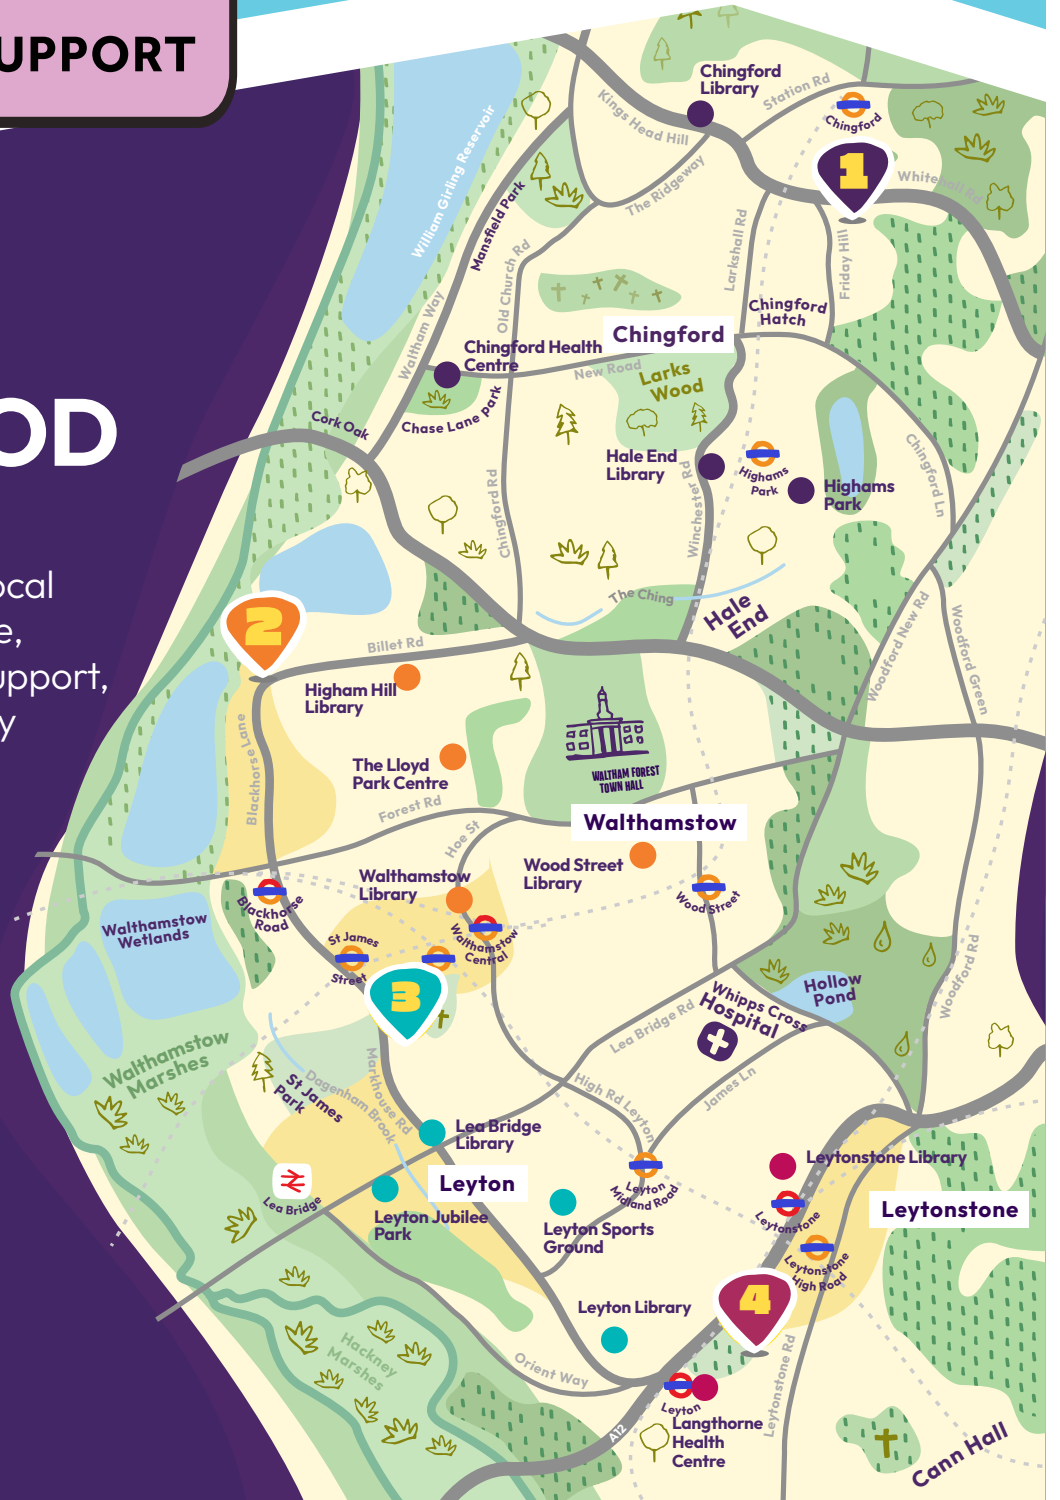 UPPORT
OD
ocal
e,
upport,
y
Chingford
Library
Station Rd
Kings Head Hill
Chingford
1
Whitehall Rd
The Ridgeway
William Girling Reservoir
Mansfield Park
Larkshall Rd
Friday Hill
Old Church Rd
Chingford
Hatch
Waltham Way
Chingford
Chingford Health
Centre
New Road
Larks
Wood
Chase Lane park
Cork Oak
Hale End
Library
Highams
Park
Highams
Park
Chingford Ln
Winchester Rd
Chingford Rd
The Ching
Hale
End
2
Billet Rd
Woodford New Rd
Woodford Green
Higham Hill
Library
Blackhorse Lane
The Lloyd
Park Centre
WALTHAM FOREST
TOWN HALL
Forest Rd
Walthamstow
Hoe St
Wood Street
Library
Walthamstow
Library
Wood Street
Blackhorse
Road
Walthamstow
Wetlands
St James
Street
Walthamstow
Central
3
Woodford Rd
Hollow
Pond
Whipps Cross
Hospital
Lea Bridge Rd
Walthamstow
Marshes
St James
Park
Dagenham Brook
Markhouse Rd
High Rd Leyton
James Ln
Lea Bridge
Library
Leytonstone Library
Leyton
Leyton
Midland Road
Lea Bridge
Leyton Jubilee
Park
Leyton Sports
Ground
Leytonstone
Leytonstone
Leytonstone
High Road
4
Leyton Library
Hackney
Marshes
Orient Way
Leytonstone Rd
Leyton
Langthorne
Health
Centre
A12
Cann Hall